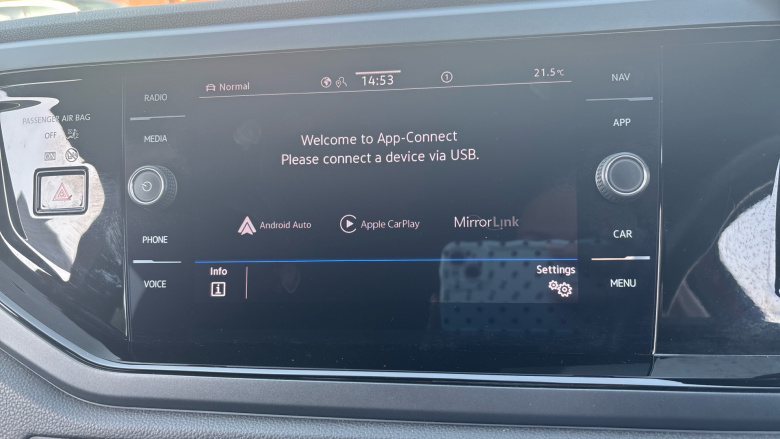 PASSENGER AIR BAG
OFF
RADIO
MEDIA
PHONE
VOICE
Normal
14:53
1
21.5°C
Welcome to App-Connect
Please connect a device via USB.
Android Auto
Apple CarPlay
MirrorLink
Info
i
Settings
NAV
APP
CAR
MENU